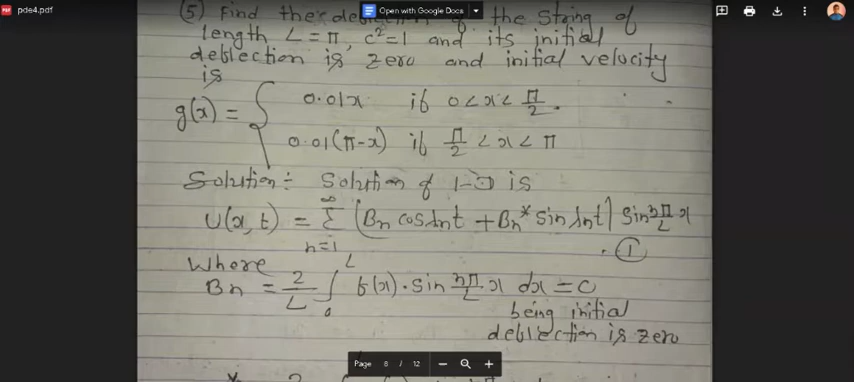 pde4.pdf
Open with Google Docs
(5) Find the deflection of the string of
length L = π, c²=1 and its initial
deflection is zero and initial velocity
is
g(x) = { 0.01x if 0 < x < π/2.
0.01(π-x) if π/2 < x < π
Solution:- Solution of 1-D is
U(x,t) = ∞ Σ n=1 (Bn cos λnt + Bn* sin λnt) sin nπ/L x
①
Where
Bn = 2/L ∫ 0 L f(x). sin nπ/L x dx = 0
being initial
deflection is zero
Page 8 / 12